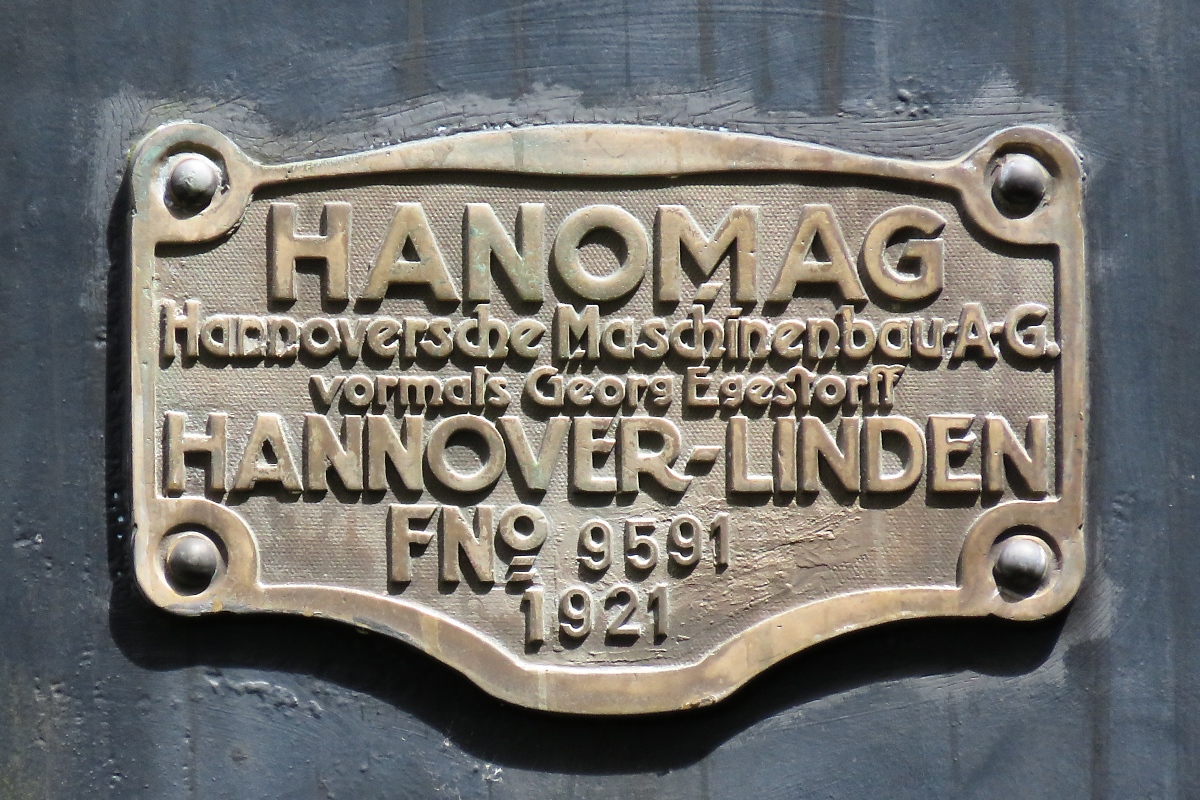 HANOMAG
Hannoversche Maschinenbau-A-G.
vormals Georg Egestorff
HANNOVER-LINDEN
FNo 9591
1921